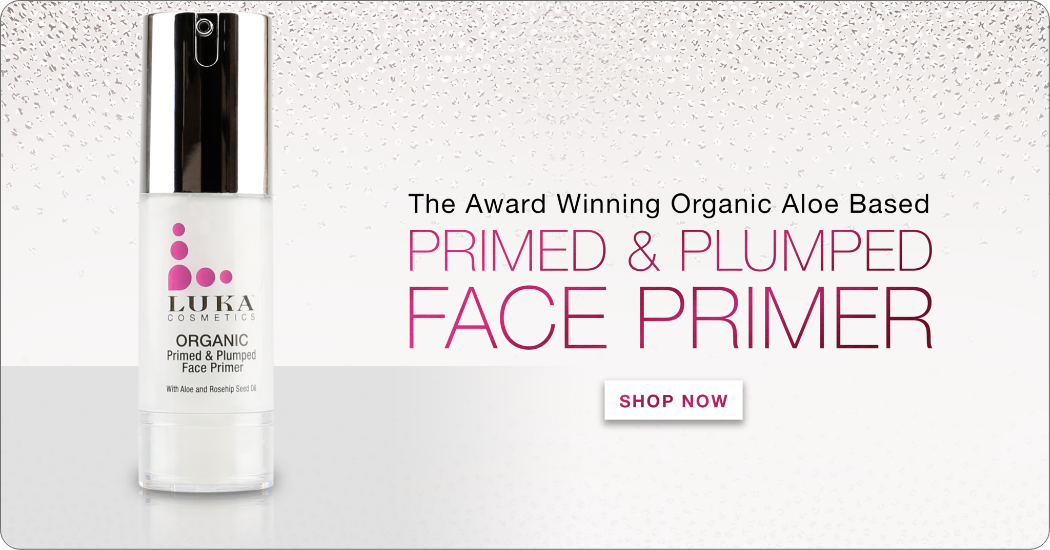 LUKA
COSMETICS
ORGANIC
Primed & Plumped
Face Primer
With Aloe and Rosehip Seed Oil
The Award Winning Organic Aloe Based
PRIMED & PLUMPED
FACE PRIMER
SHOP NOW